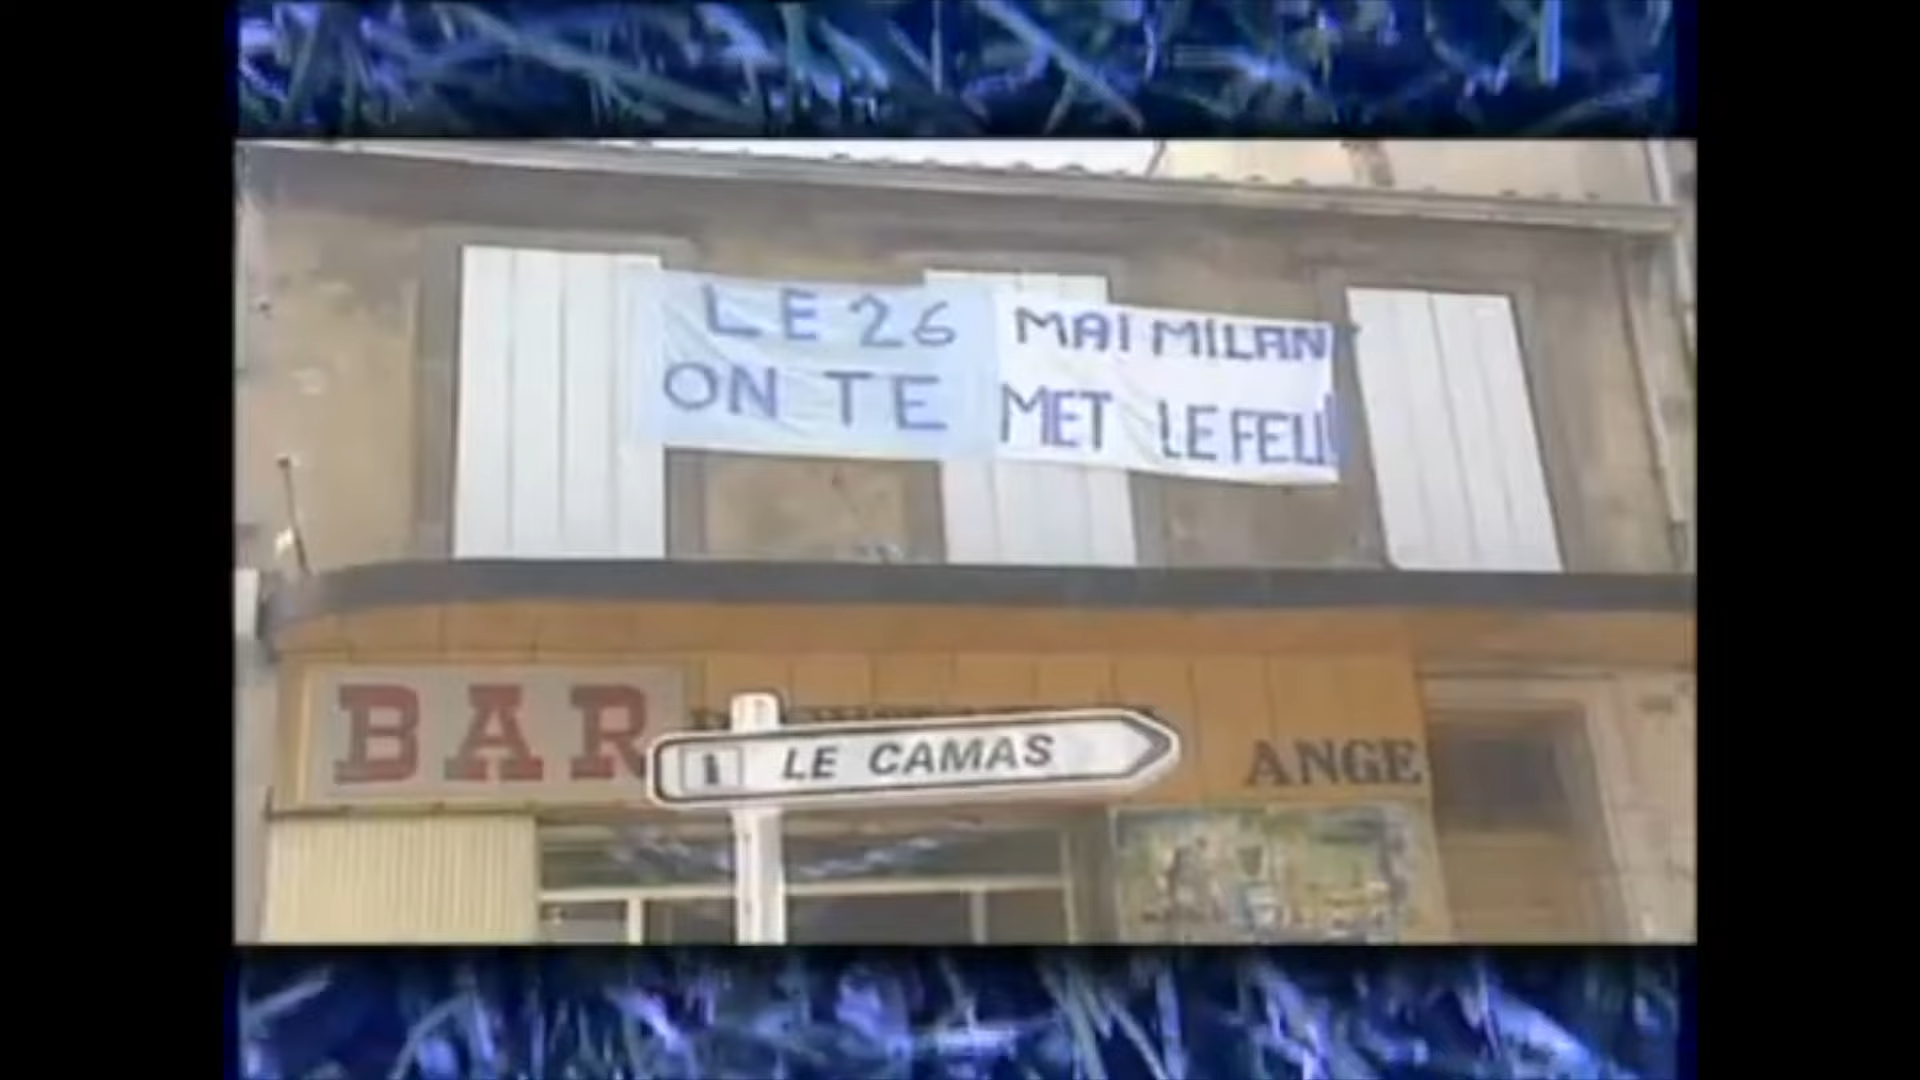 LE 26 MAI MILAN
ON TE MET LE FEU!
BAR
LE CAMAS
ANGE